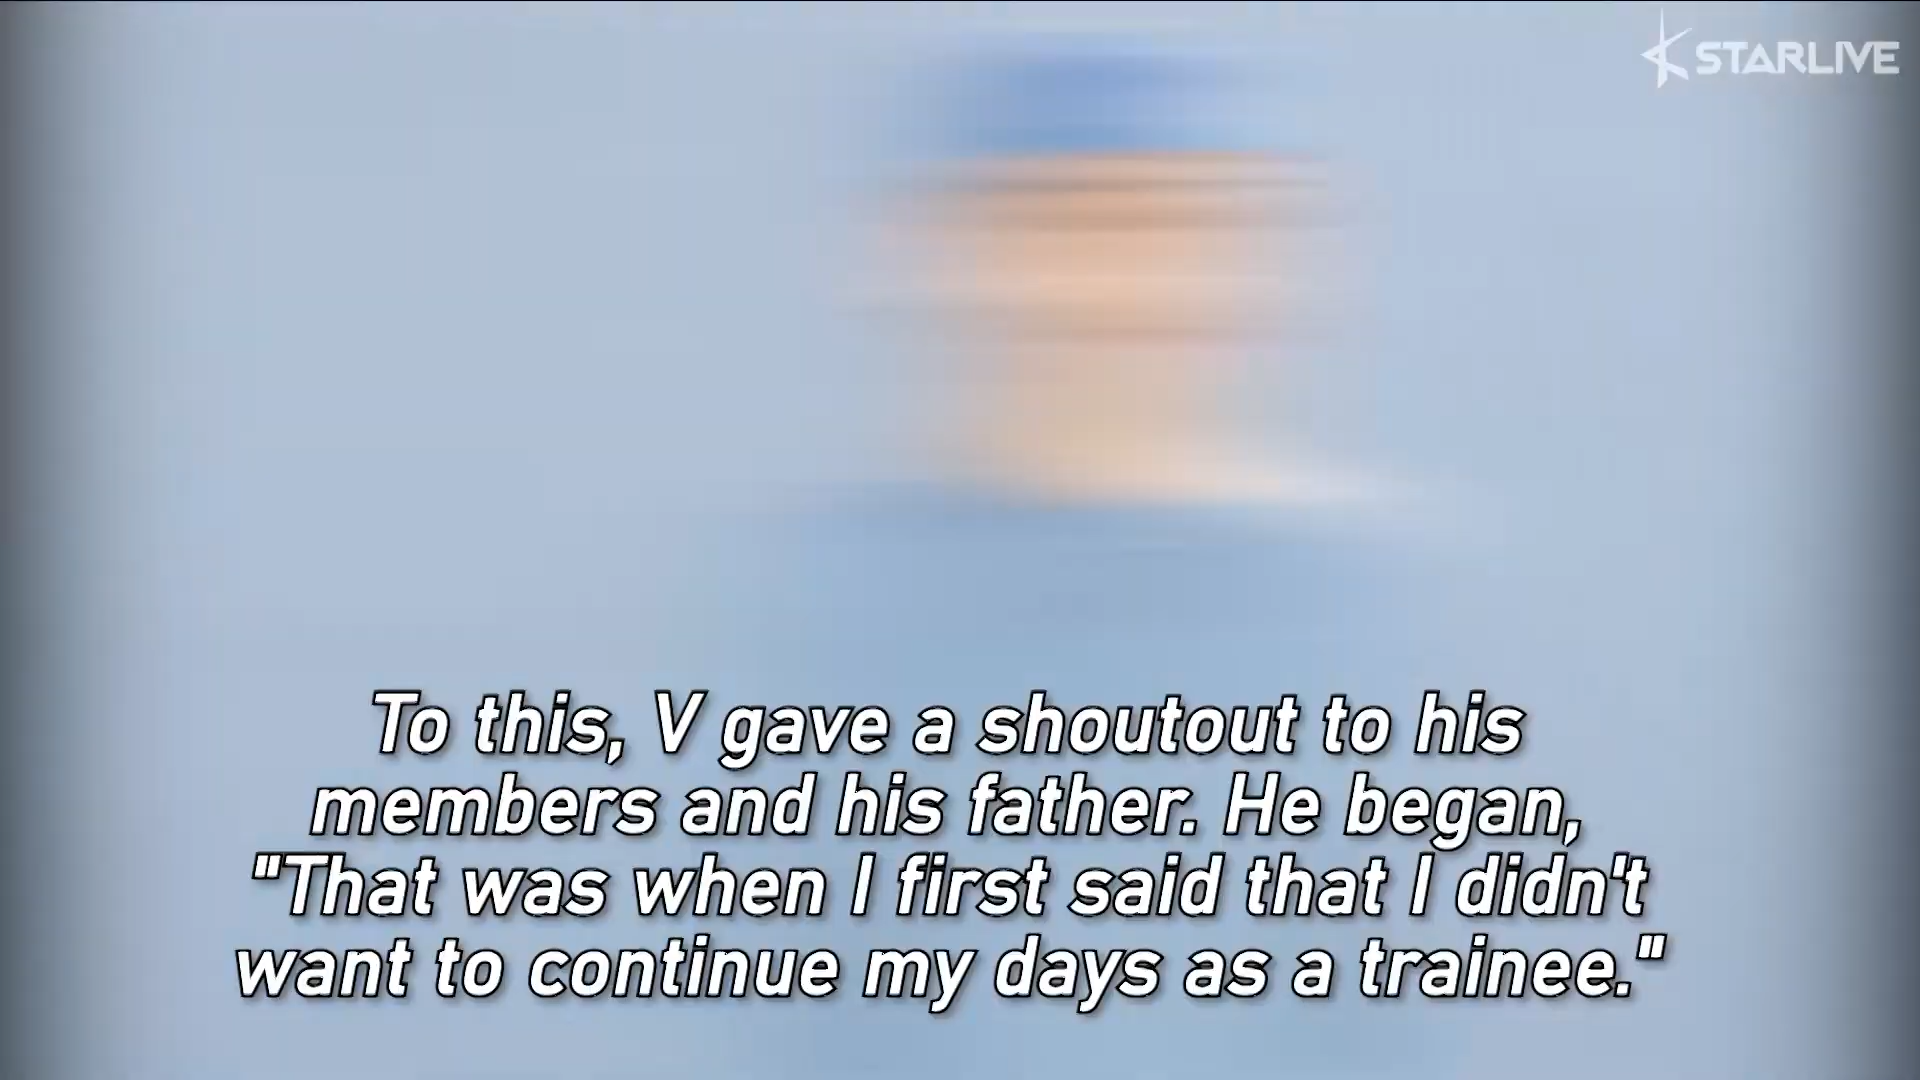 STARLIVE
To this, V gave a shoutout to his
members and his father. He began,
"That was when I first said that I didn't
want to continue my days as a trainee."